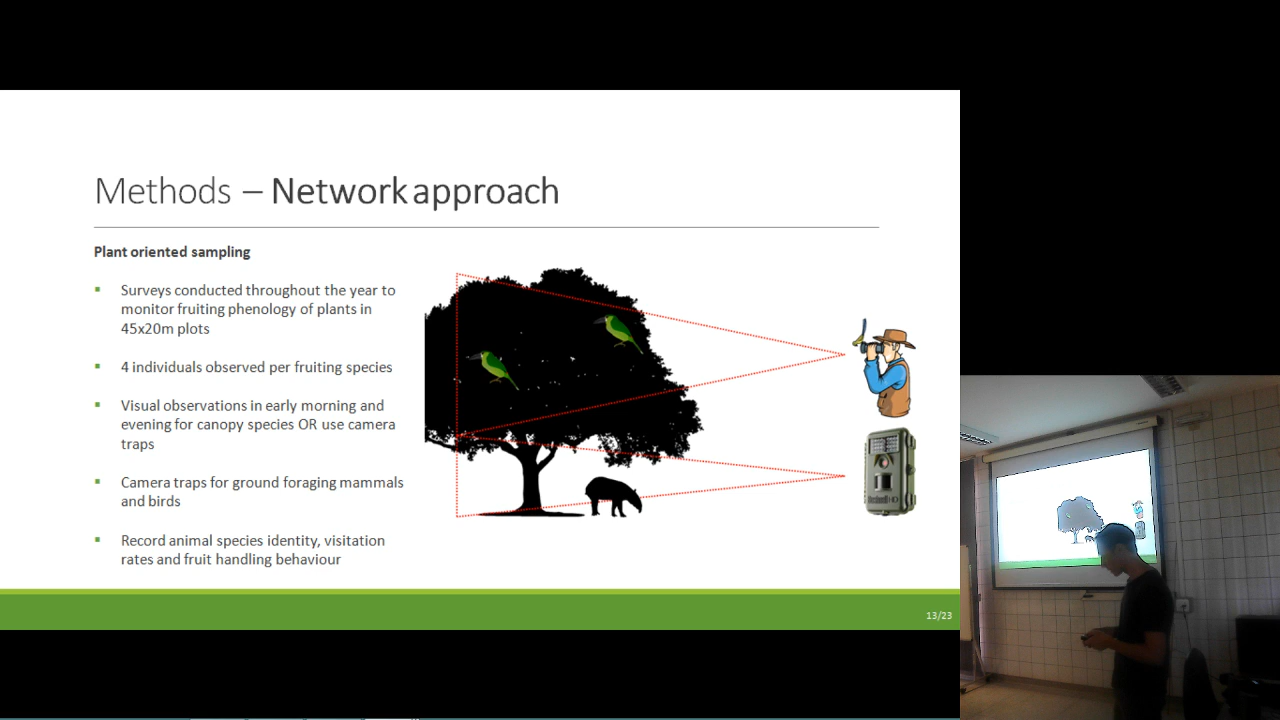 Methods – Network approach
Plant oriented sampling
Surveys conducted throughout the year to
monitor fruiting phenology of plants in
45x20m plots
4 individuals observed per fruiting species
Visual observations in early morning and
evening for canopy species OR use camera
traps
Camera traps for ground foraging mammals
and birds
Record animal species identity, visitation
rates and fruit handling behaviour
13/23